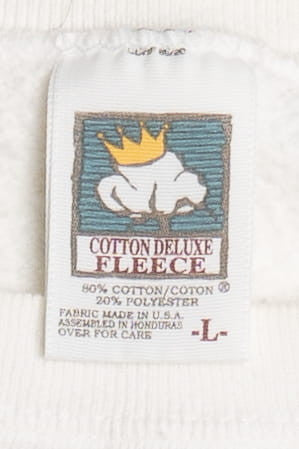 COTTON DELUXE
FLEECE ®
80% COTTON/COTON
20% POLYESTER
FABRIC MADE IN U.S.A.
ASSEMBLED IN HONDURAS
OVER FOR CARE
-L-